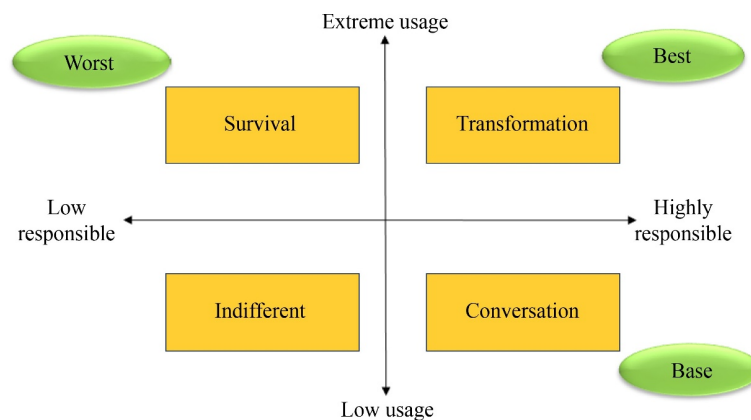 Extreme usage
Worst
Best
Survival
Transformation
Low
responsible
Highly
responsible
Indifferent
Conversation
Base
Low usage